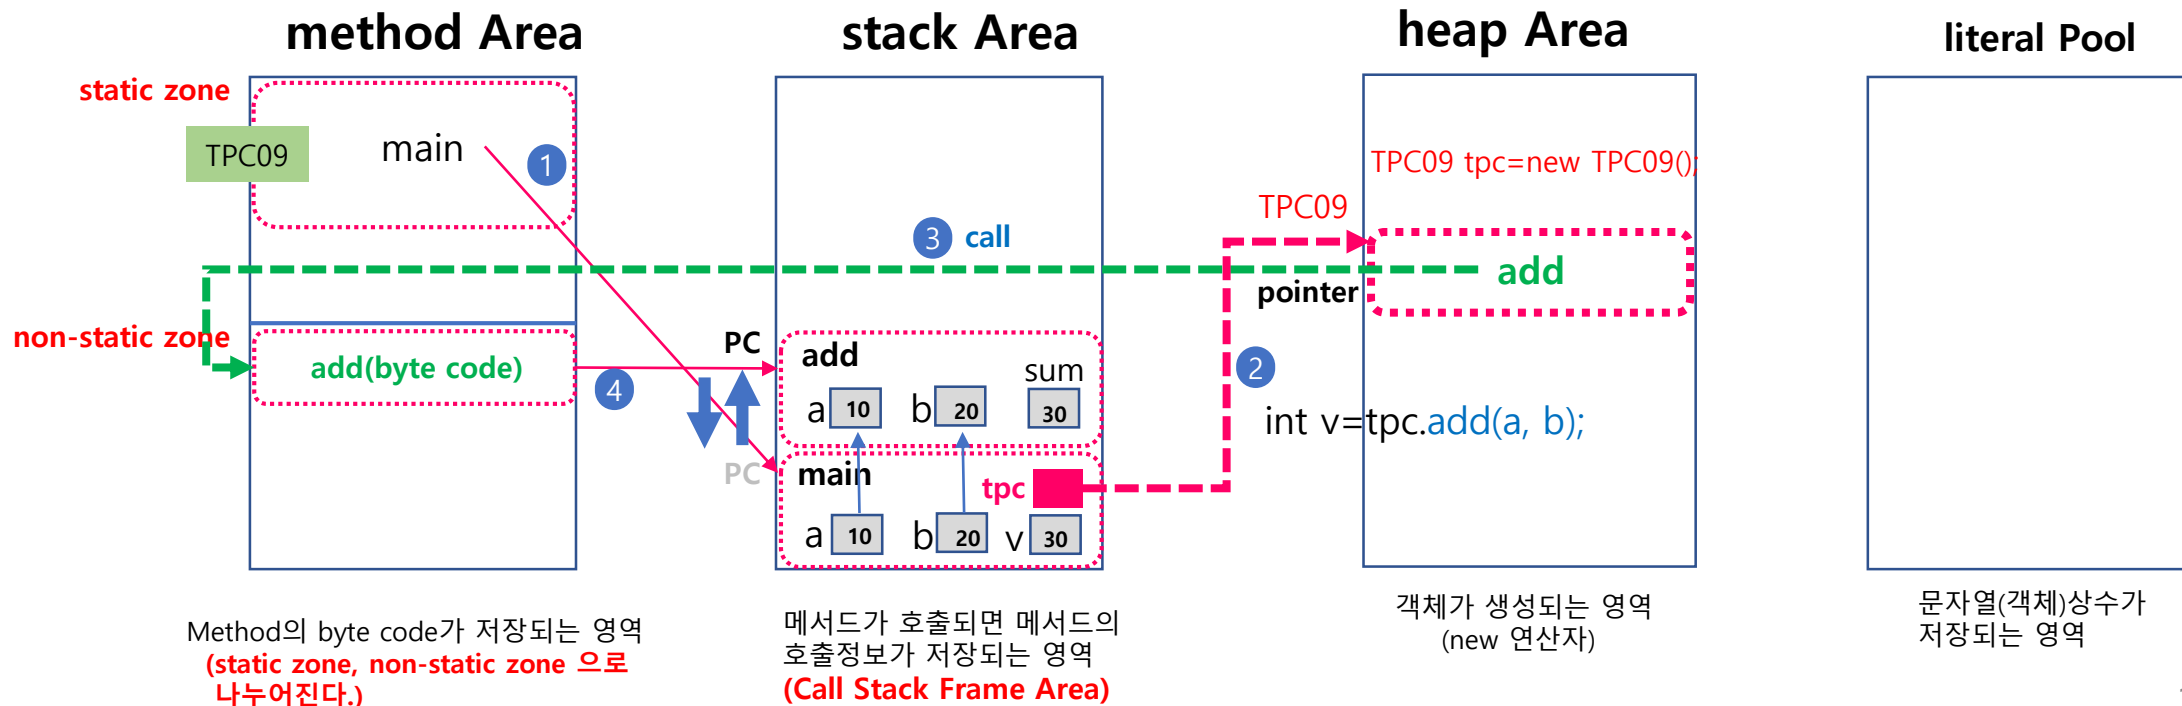 method Area
stack Area
heap Area
literal Pool
static zone
TPC09
main
1
TPC09 tpc=new TPC09();
TPC09
3 call
add
pointer
non-static zone
add(byte code)
4
PC
add
sum
a 10 b 20 30
2
int v=tpc.add(a, b);
PC
main
tpc
a 10 b 20 v 30
Method의 byte code가 저장되는 영역
(static zone, non-static zone 으로
나누어진다.)
메서드가 호출되면 메서드의
호출정보가 저장되는 영역
(Call Stack Frame Area)
객체가 생성되는 영역
(new 연산자)
문자열(객체)상수가
저장되는 영역